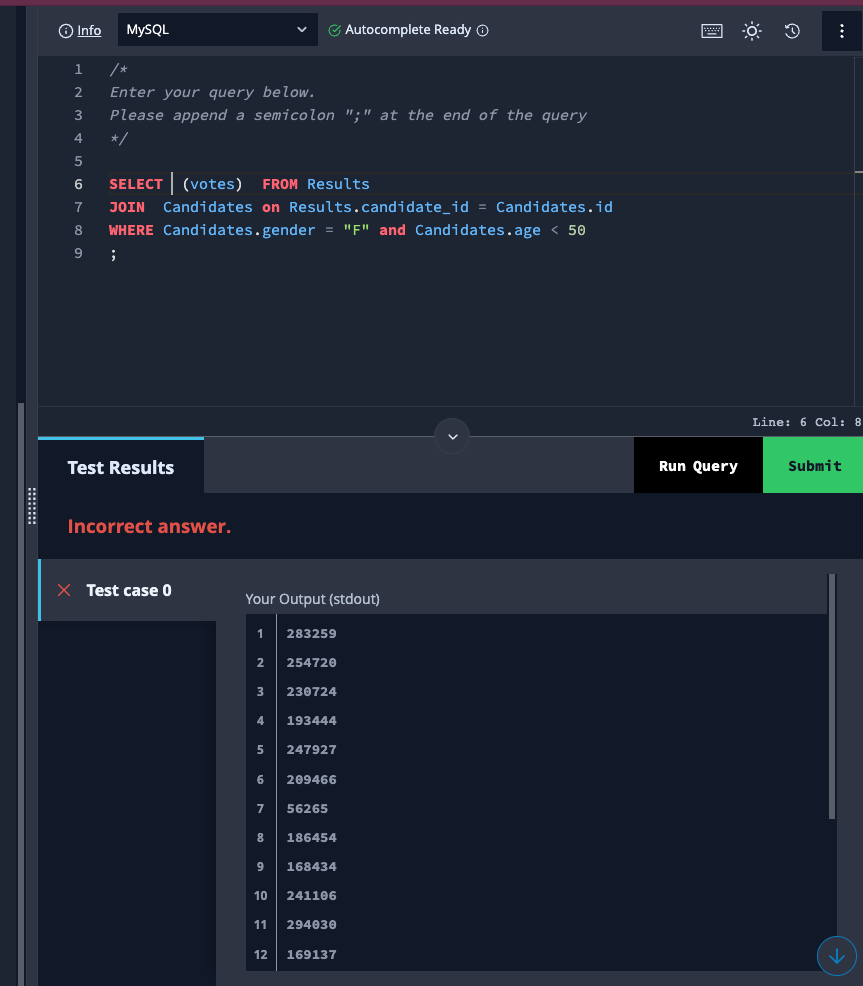 Info MySQL Autocomplete Ready
1 /*
2 Enter your query below.
3 Please append a semicolon ";" at the end of the query
4 */
5
6 SELECT (votes)  FROM Results
7 JOIN  Candidates on Results.candidate_id = Candidates.id
8 WHERE Candidates.gender = "F" and Candidates.age < 50
9 ;
Line: 6 Col: 8
Test Results Run Query Submit
Incorrect answer.
Test case 0
Your Output (stdout)
1 283259
2 254720
3 230724
4 193444
5 247927
6 209466
7 56265
8 186454
9 168434
10 241106
11 294030
12 169137